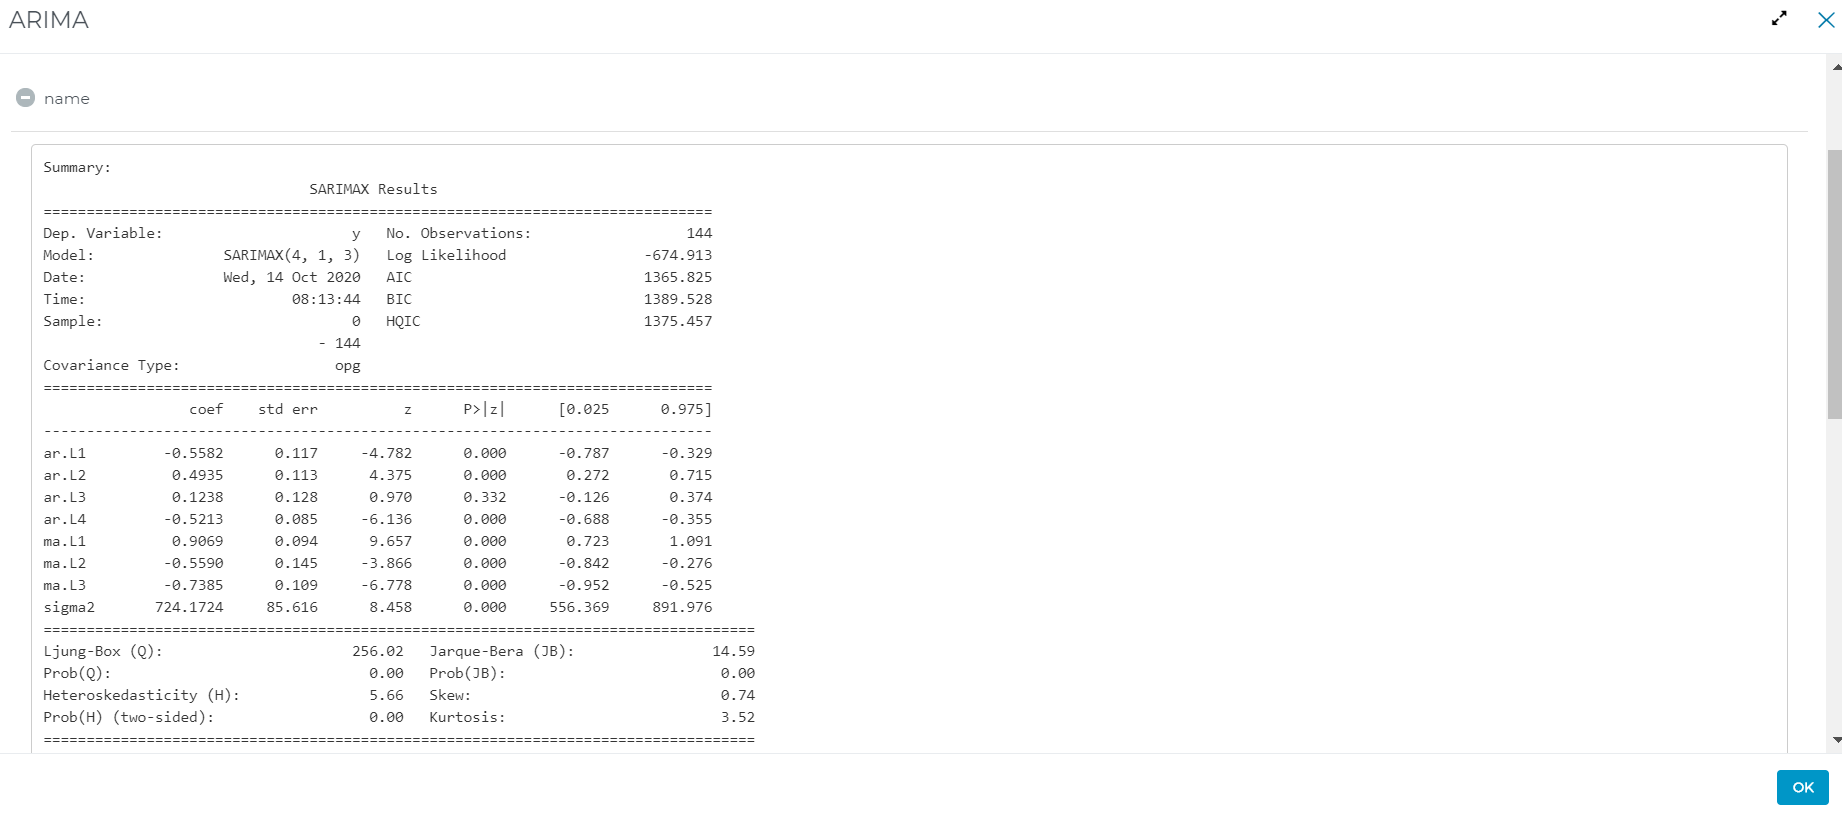 ARIMA
name
Summary:
                               SARIMAX Results
==============================================================================
Dep. Variable:                      y   No. Observations:                  144
Model:               SARIMAX(4, 1, 3)   Log Likelihood                -674.913
Date:                Wed, 14 Oct 2020   AIC                           1365.825
Time:                        08:13:44   BIC                           1389.528
Sample:                             0   HQIC                          1375.457
                                - 144
Covariance Type:                  opg
==============================================================================
                 coef    std err          z      P>|z|      [0.025      0.975]
------------------------------------------------------------------------------
ar.L1         -0.5582      0.117     -4.782      0.000      -0.787      -0.329
ar.L2          0.4935      0.113      4.375      0.000       0.272       0.715
ar.L3          0.1238      0.128      0.970      0.332      -0.126       0.374
ar.L4         -0.5213      0.085     -6.136      0.000      -0.688      -0.355
ma.L1          0.9069      0.094      9.657      0.000       0.723       1.091
ma.L2         -0.5590      0.145     -3.866      0.000      -0.842      -0.276
ma.L3         -0.7385      0.109     -6.778      0.000      -0.952      -0.525
sigma2       724.1724     85.616      8.458      0.000     556.369     891.976
===================================================================================
Ljung-Box (Q):                      256.02   Jarque-Bera (JB):                14.59
Prob(Q):                              0.00   Prob(JB):                         0.00
Heteroskedasticity (H):               5.66   Skew:                             0.74
Prob(H) (two-sided):                  0.00   Kurtosis:                         3.52
===================================================================================
OK